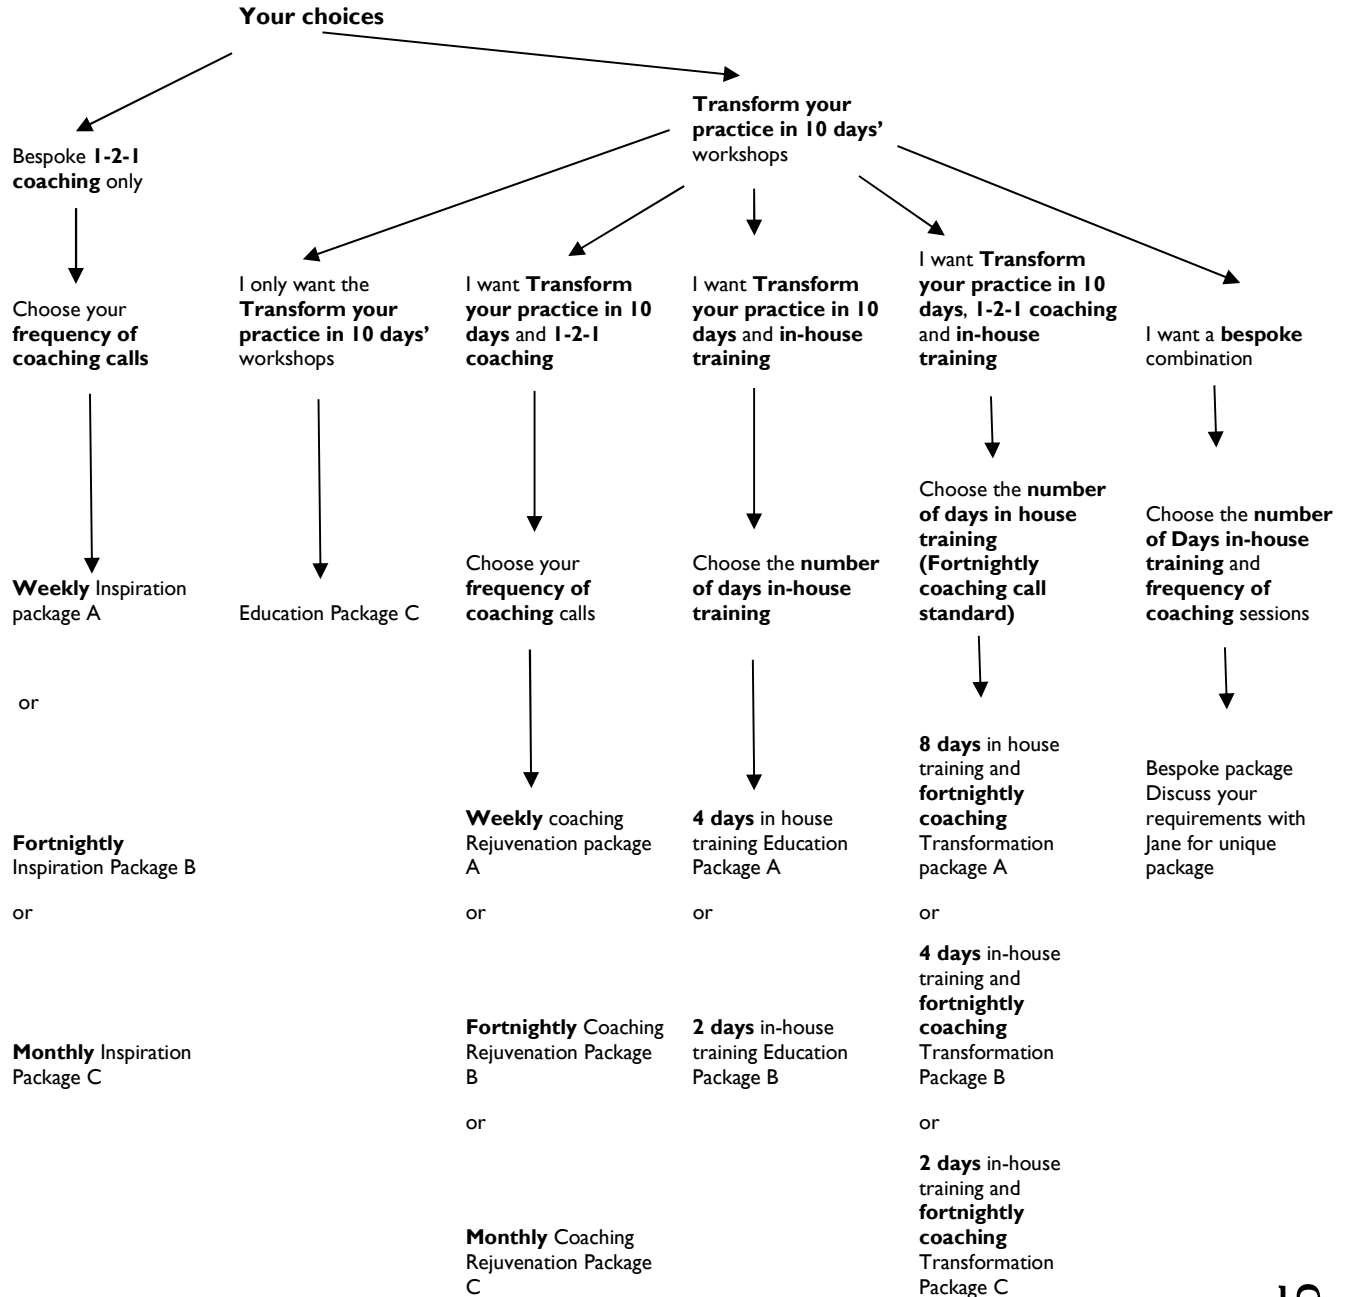 Your choices
Transform your
practice in 10 days’
workshops
Bespoke 1-2-1
coaching only
Choose your
frequency of
coaching calls
I only want the
Transform your
practice in 10 days’
workshops
I want Transform
your practice in 10
days and 1-2-1
coaching
I want Transform
your practice in 10
days and in-house
training
I want Transform
your practice in 10
days, 1-2-1 coaching
and in-house
training
I want a bespoke
combination
Weekly Inspiration
package A
Education Package C
Choose your
frequency of
coaching calls
Choose the number
of days in-house
training
Choose the number
of days in house
training
(Fortnightly
coaching call
standard)
Choose the number
of Days in-house
training and
frequency of
coaching sessions
or
Fortnightly
Inspiration Package B
or
Monthly Inspiration
Package C
Weekly coaching
Rejuvenation package
A
or
Fortnightly Coaching
Rejuvenation Package
B
or
Monthly Coaching
Rejuvenation Package
C
4 days in house
training Education
Package A
or
2 days in-house
training Education
Package B
8 days in house
training and
fortnightly
coaching
Transformation
package A
or
4 days in-house
training and
fortnightly
coaching
Transformation
Package B
or
2 days in-house
training and
fortnightly
coaching
Transformation
Package C
Bespoke package
Discuss your
requirements with
Jane for unique
package